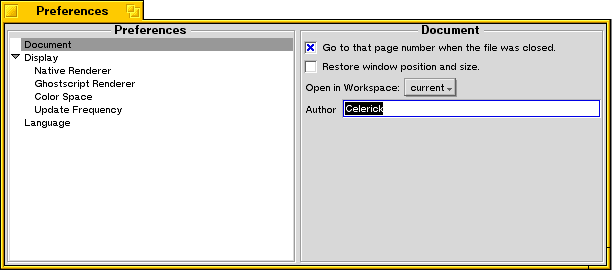 Preferences
Preferences
Document
Display
Native Renderer
Ghostscript Renderer
Color Space
Update Frequency
Language
Document
Go to that page number when the file was closed.
Restore window position and size.
Open in Workspace: current
Author Celerick